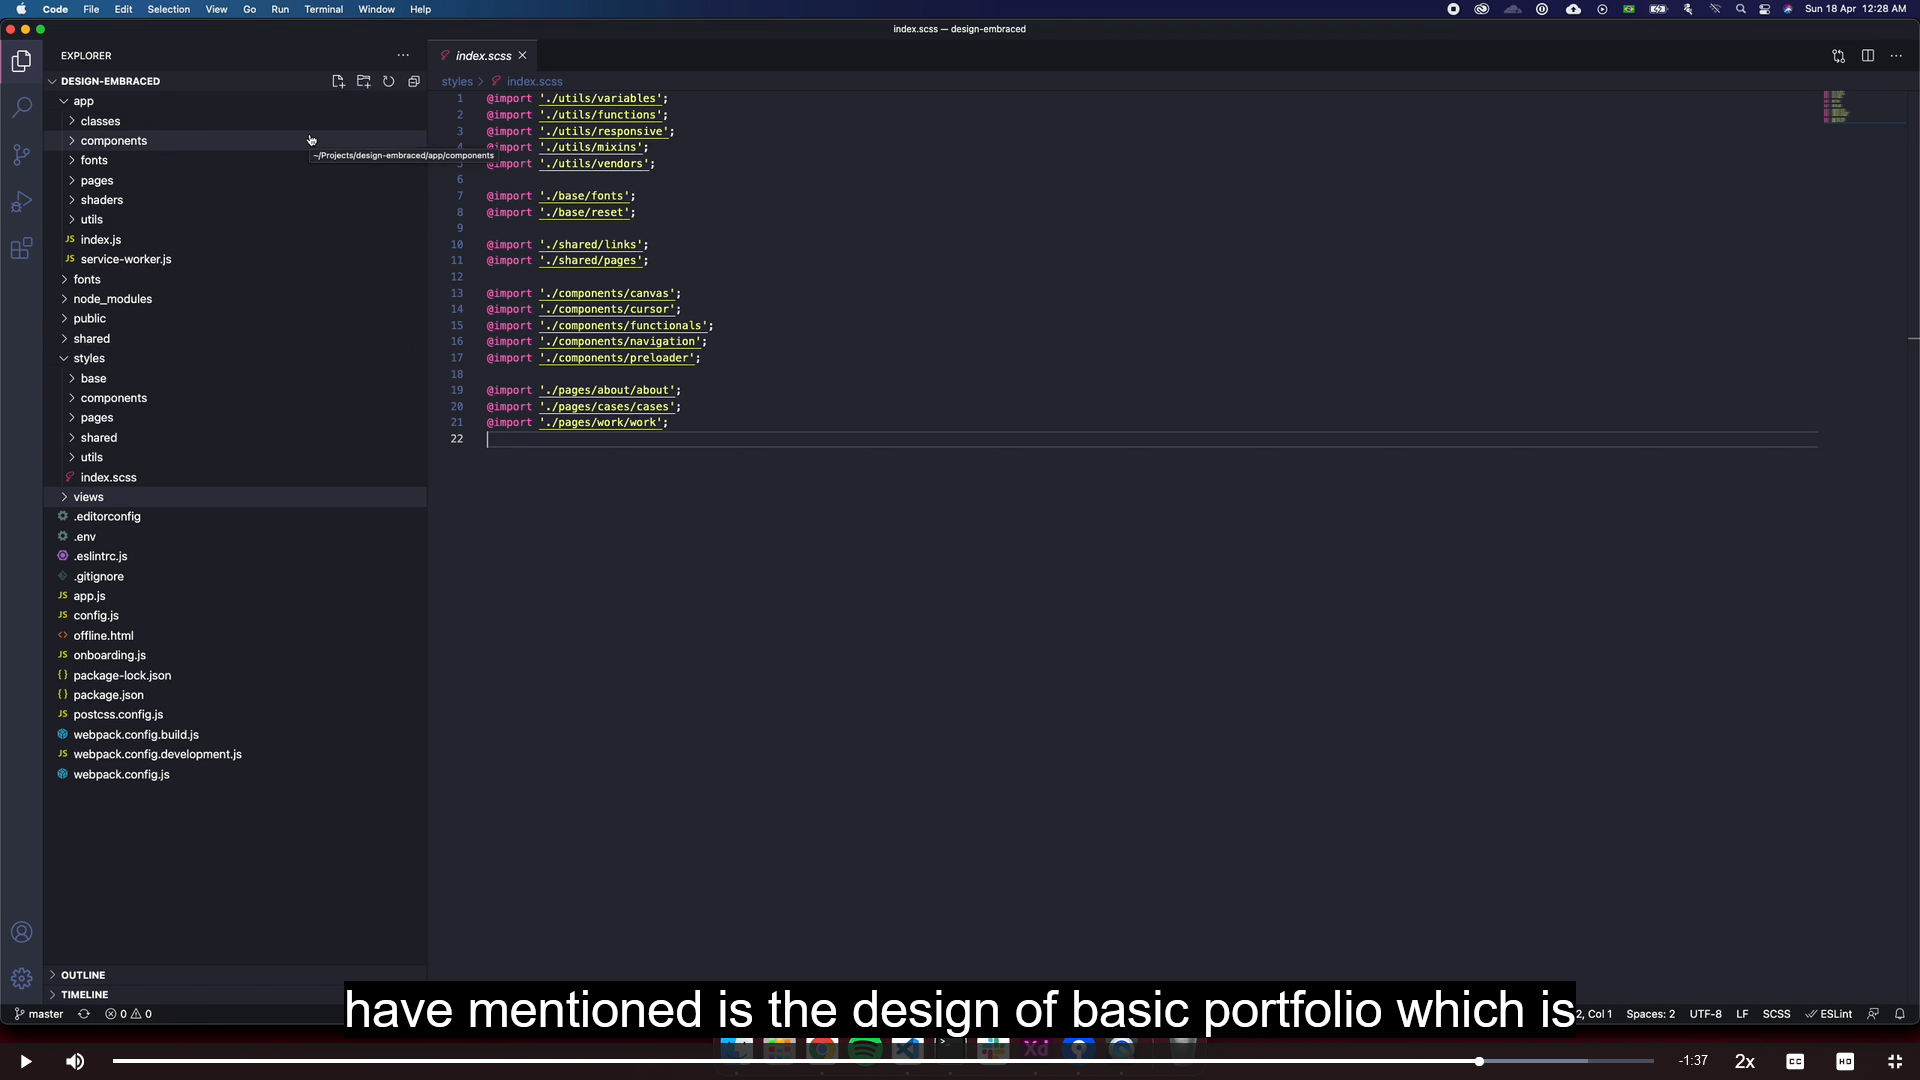 Code File Edit Selection View Go Run Terminal Window Help
Sun 18 Apr 12:28 AM
index.scss — design-embraced
EXPLORER
DESIGN-EMBRACED
app
classes
components
~/Projects/design-embraced/app/components
fonts
pages
shaders
utils
JS index.js
JS service-worker.js
fonts
node_modules
public
shared
styles
base
components
pages
shared
utils
index.scss
views
.editorconfig
.env
.eslintrc.js
.gitignore
JS app.js
JS config.js
offline.html
JS onboarding.js
package-lock.json
package.json
JS postcss.config.js
webpack.config.build.js
JS webpack.config.development.js
webpack.config.js
OUTLINE
TIMELINE
index.scss
styles > index.scss
1 @import './utils/variables';
2 @import './utils/functions';
3 @import './utils/responsive';
4 @import './utils/mixins';
5 @import './utils/vendors';
6
7 @import './base/fonts';
8 @import './base/reset';
9
10 @import './shared/links';
11 @import './shared/pages';
12
13 @import './components/canvas';
14 @import './components/cursor';
15 @import './components/functionals';
16 @import './components/navigation';
17 @import './components/preloader';
18
19 @import './pages/about/about';
20 @import './pages/cases/cases';
21 @import './pages/work/work';
22
have mentioned is the design of basic portfolio which is
master 0 0
2, Col 1 Spaces: 2 UTF-8 LF SCSS ESLint
Xd
-1:37 2x CC HD